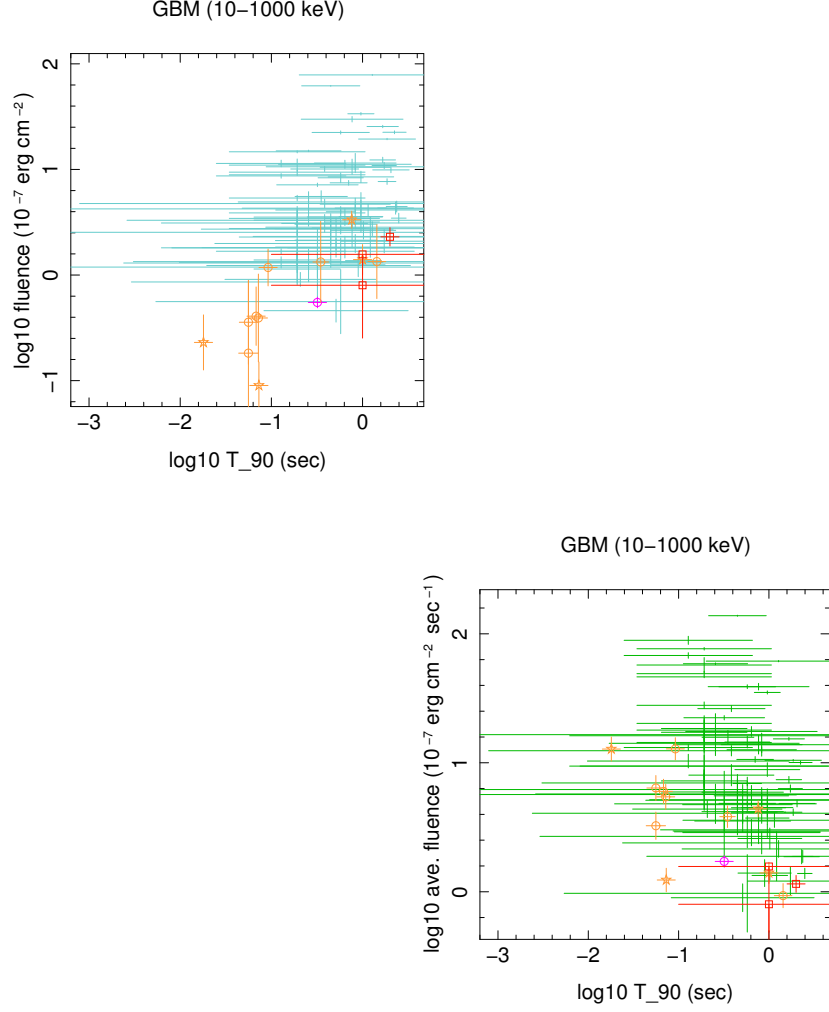 GBM (10−1000 keV)
log10 fluence (10⁻⁷ erg cm⁻²)
2
1
0
−1
−3 −2 −1 0
log10 T_90 (sec)
GBM (10−1000 keV)
log10 ave. fluence (10⁻⁷ erg cm⁻² sec⁻¹)
2
1
0
−3 −2 −1 0
log10 T_90 (sec)